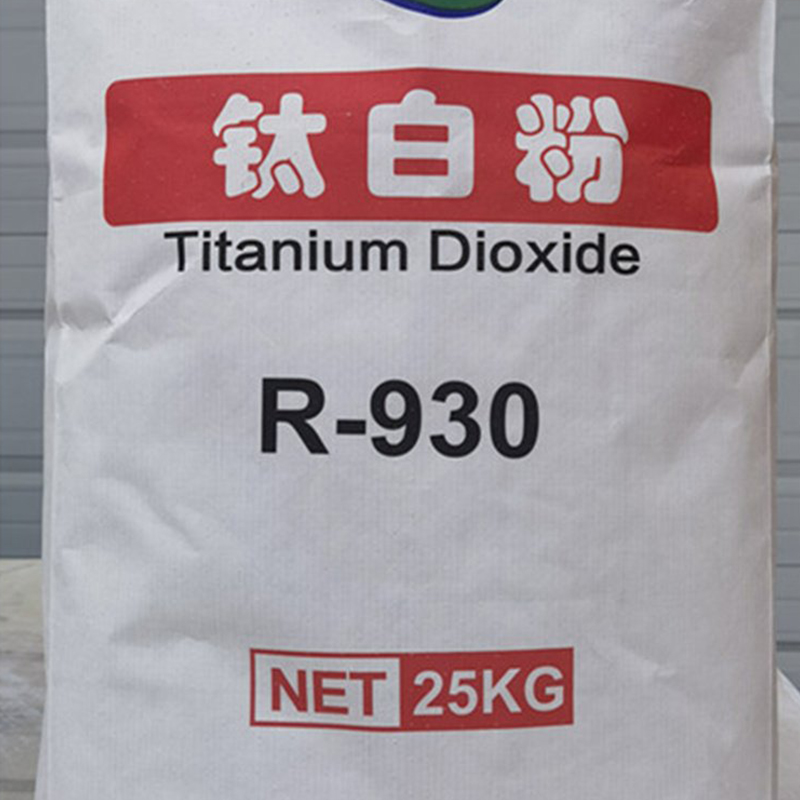 钛白粉
Titanium Dioxide
R-930
NET 25KG